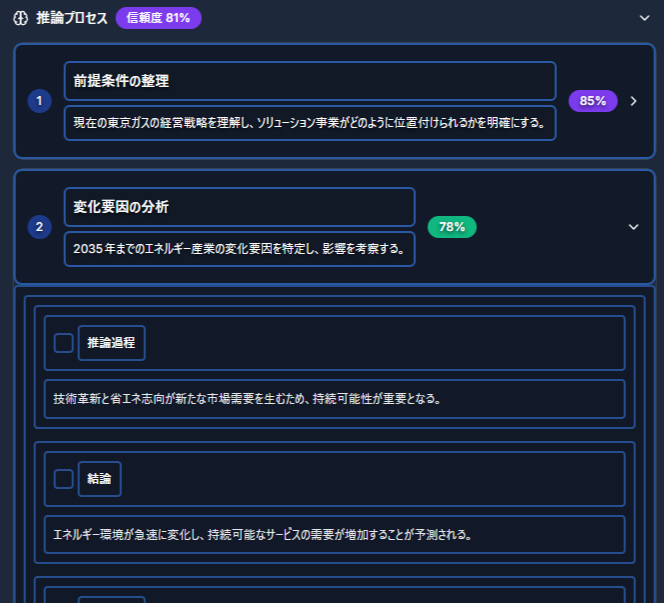 推論プロセス 信頼度 81%
1 前提条件の整理 85%
現在の東京ガスの経営戦略を理解し、ソリューション事業がどのように位置付けられるかを明確にする。
2 変化要因の分析 78%
2035年までのエネルギー産業の変化要因を特定し、影響を考察する。
推論過程
技術革新と省エネ志向が新たな市場需要を生むため、持続可能性が重要となる。
結論
エネルギー環境が急速に変化し、持続可能なサービスの需要が増加することが予測される。